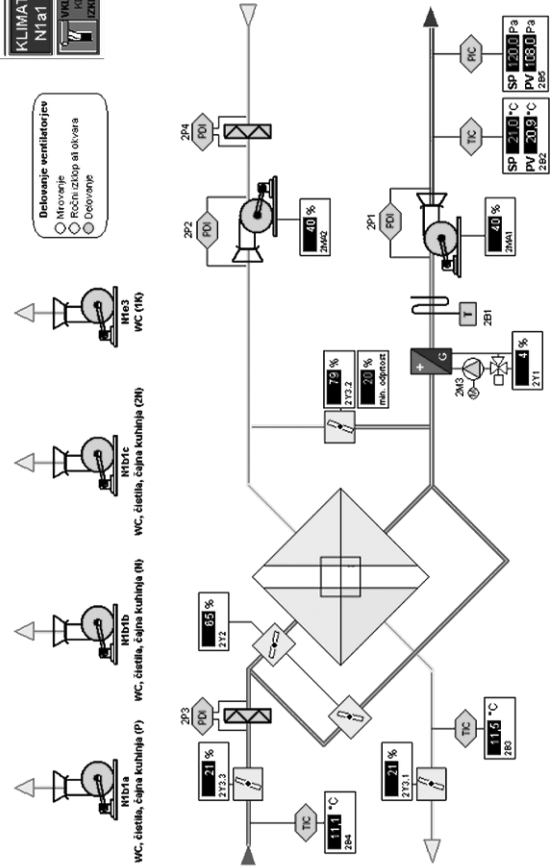 KLIMAT
N1a1
VKL
IZKL
Delovanje ventilatorjev
Mirovanje
Ročni izklop ali okvara
Delovanje
N1b1a
WC, čistila, čajna kuhinja (P)
N1b1b
WC, čistila, čajna kuhinja (N)
N1b1c
WC, čistila, čajna kuhinja (2N)
N1e3
WC (1K)
2P4
PDI
2P2
PDI
40 %
2MA2
79 %
2Y3.2
20 %
min. odprtost
65 %
2Y2
2P3
PDI
21 %
2Y3.3
TIC
11,1 °C
2B4
21 %
2Y3.1
TIC
11,5 °C
2B3
+
G
2M3
M
4 %
2Y1
T
2B1
2P1
PDI
40 %
2MA1
TIC
SP 21,0 °C
PV 20,9 °C
2B2
PIC
SP 120,0 Pa
PV 108,0 Pa
2B5